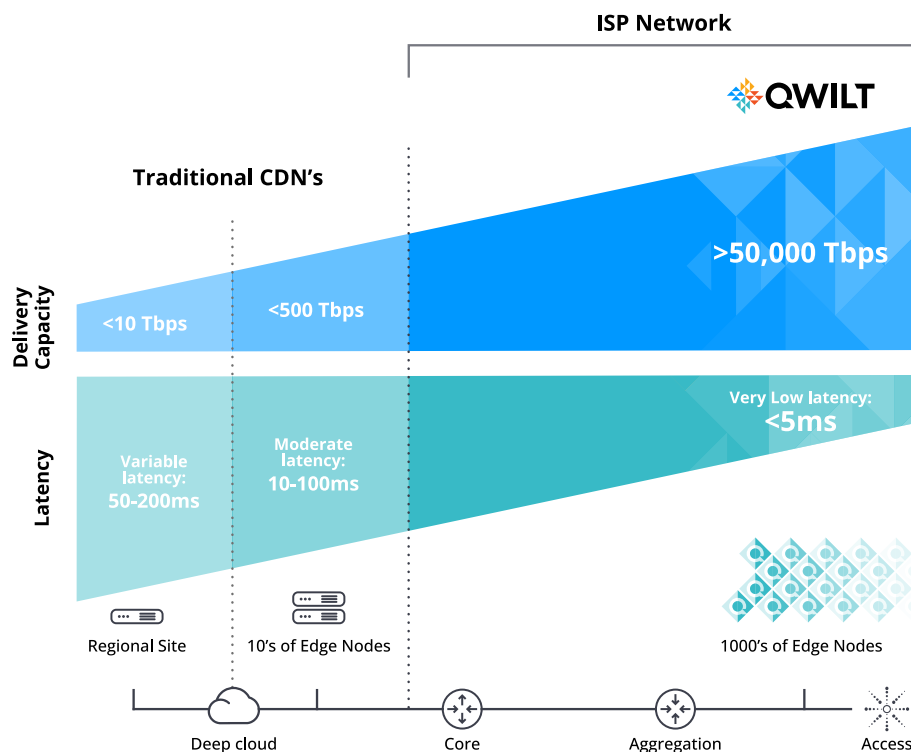 ISP Network
QWILT
Traditional CDN's
Delivery
Capacity
<10 Tbps
<500 Tbps
>50,000 Tbps
Latency
Variable
latency:
50-200ms
Moderate
latency:
10-100ms
Very Low latency:
<5ms
Regional Site
10's of Edge Nodes
1000's of Edge Nodes
Deep cloud
Core
Aggregation
Access